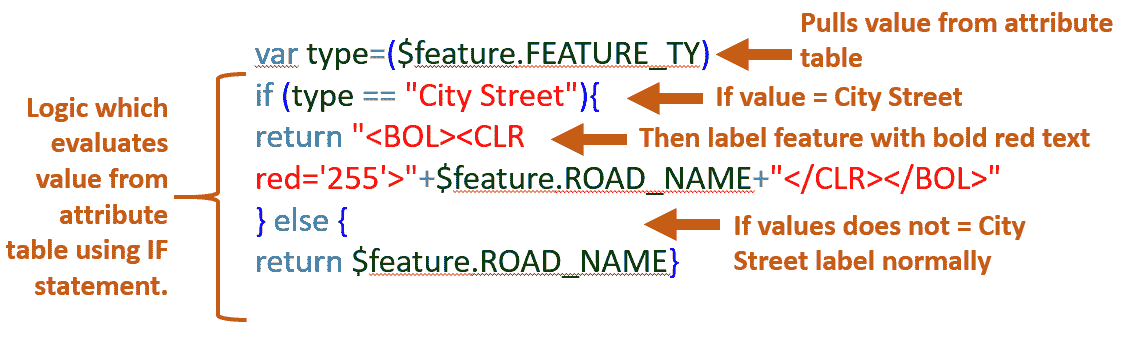 Pulls value from attribute
table
var type=($feature.FEATURE_TY)
if (type == "City Street"){
If value = City Street
return "<BOL><CLR
Then label feature with bold red text
red='255'>"+$feature.ROAD_NAME+"</CLR></BOL>"
} else {
If values does not = City
Street label normally
return $feature.ROAD_NAME}
Logic which
evaluates
value from
attribute
table using IF
statement.